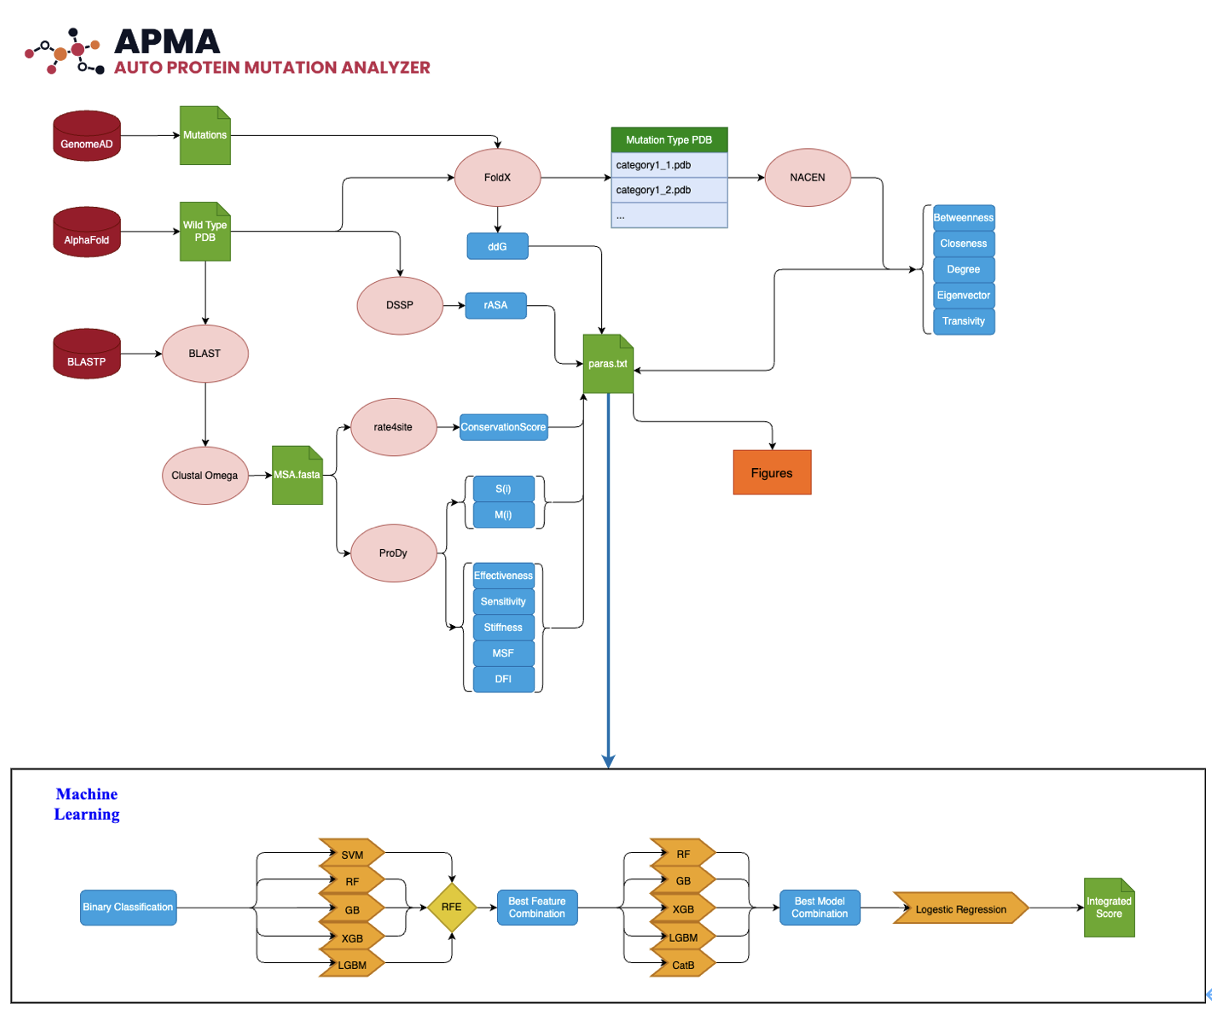 APMA
AUTO PROTEIN MUTATION ANALYZER
GenomeAD
Mutations
FoldX
Mutation Type PDB
category1_1.pdb
category1_2.pdb
...
NACEN
AlphaFold
Wild Type
PDB
ddG
Betweenness
Closeness
Degree
Eigenvector
Transivity
DSSP
rASA
BLASTP
BLAST
paras.txt
rate4site
ConservationScore
Clustal Omega
MSA.fasta
Figures
S(i)
M(i)
ProDy
Effectiveness
Sensitivity
Stiffness
MSF
DFI
Machine
Learning
Binary Classification
SVM
RF
GB
XGB
LGBM
RFE
Best Feature
Combination
RF
GB
XGB
LGBM
CatB
Best Model
Combination
Logestic Regression
Integrated
Score